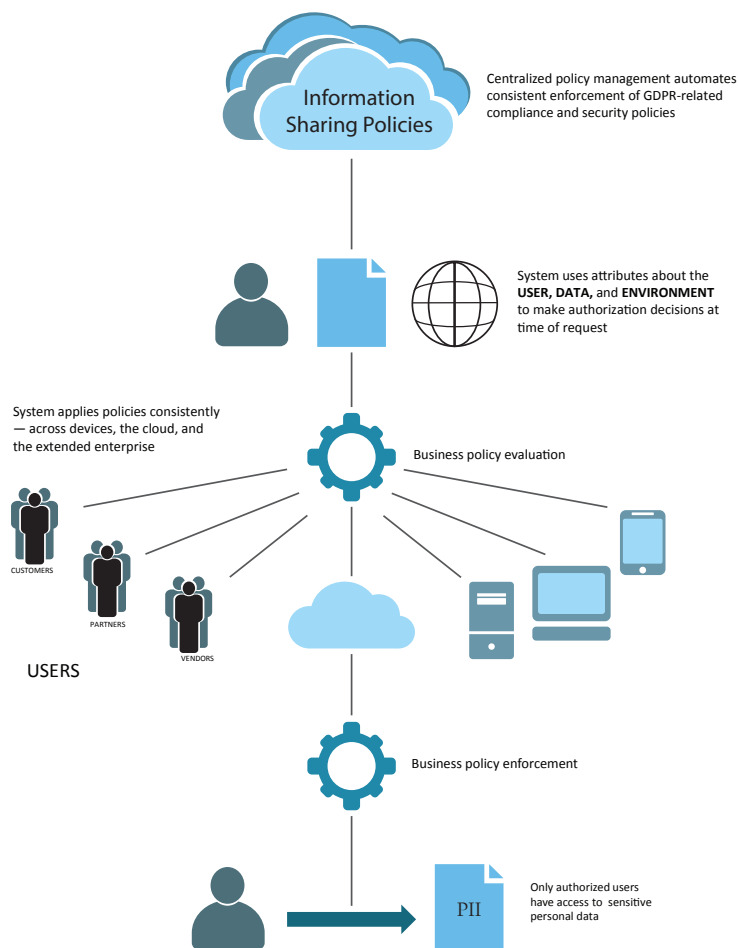 Information
Sharing Policies
Centralized policy management automates
consistent enforcement of GDPR-related
compliance and security policies
System uses attributes about the
USER, DATA, and ENVIRONMENT
to make authorization decisions at
time of request
System applies policies consistently
— across devices, the cloud, and
the extended enterprise
Business policy evaluation
CUSTOMERS
PARTNERS
VENDORS
USERS
Business policy enforcement
PII
Only authorized users
have access to sensitive
personal data